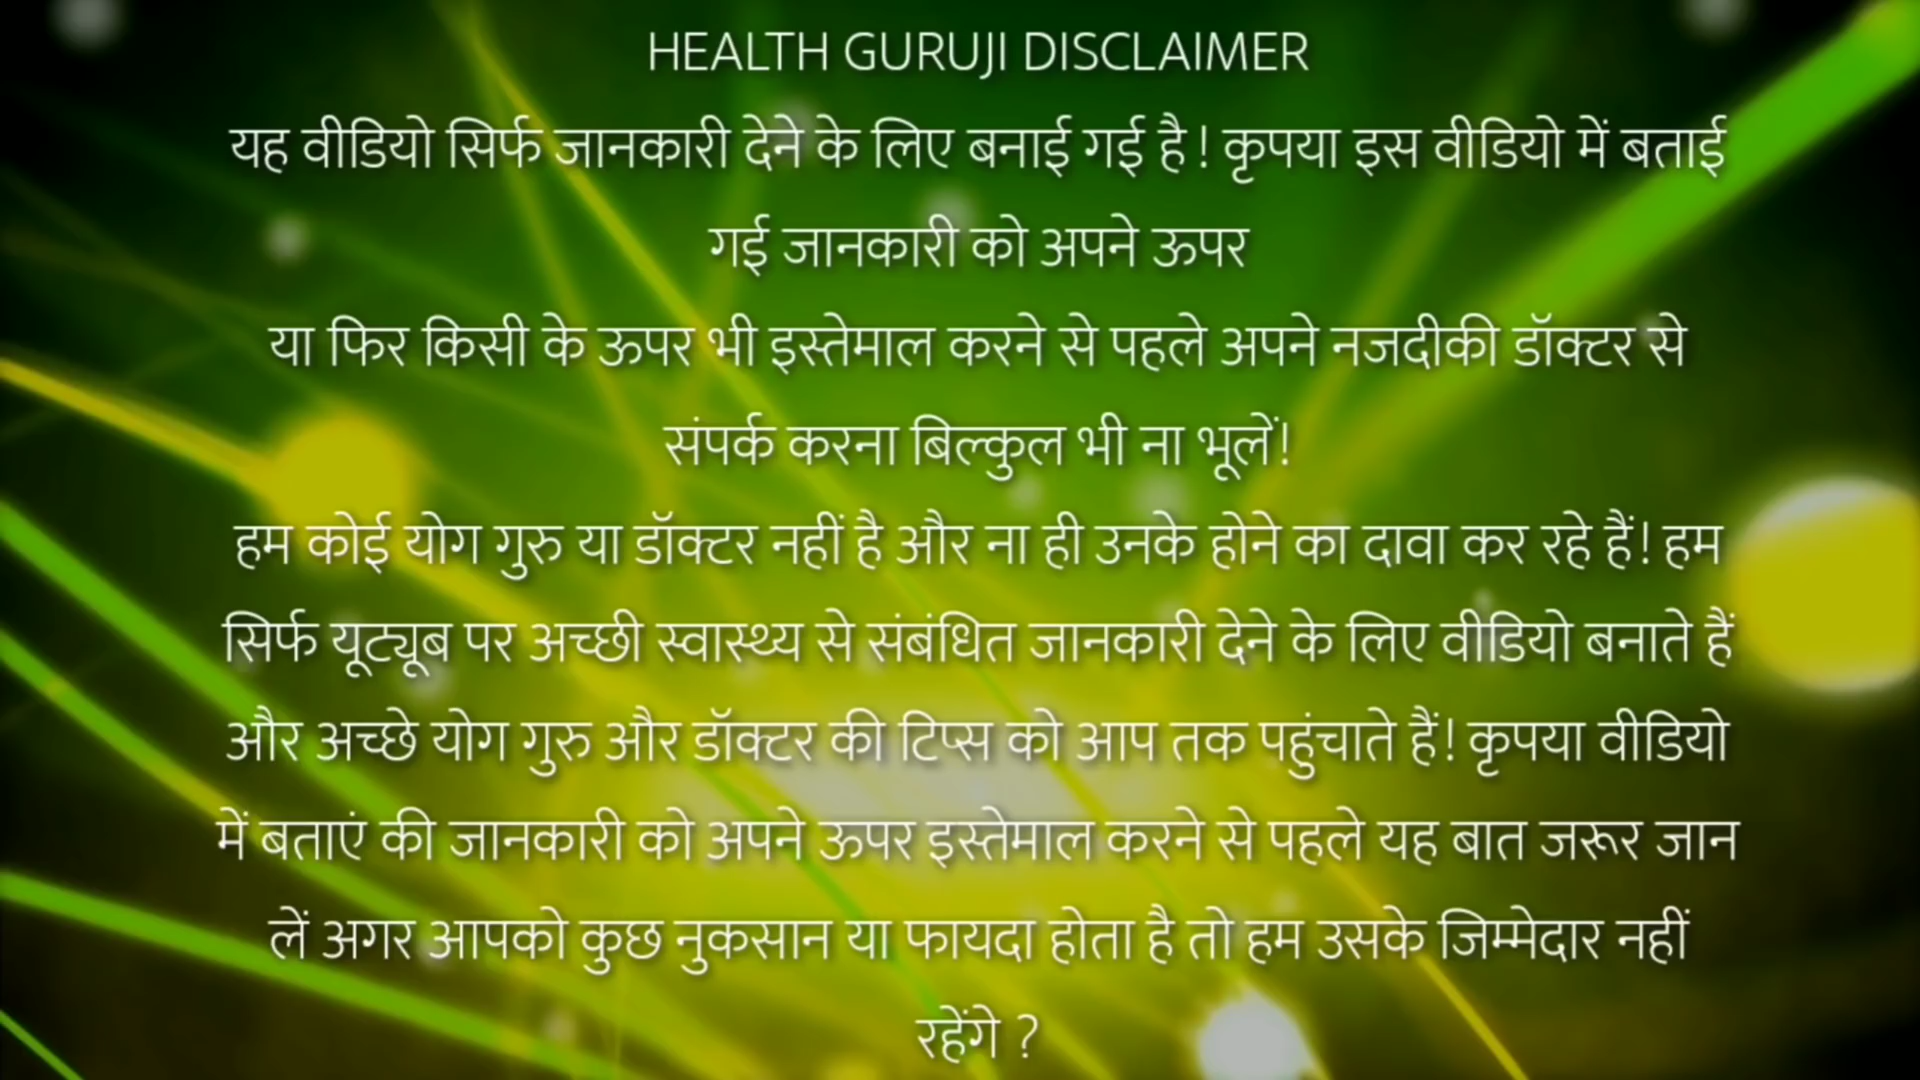 HEALTH GURUJI DISCLAIMER
यह वीडियो सिर्फ जानकारी देने के लिए बनाई गई है ! कृपया इस वीडियो में बताई
गई जानकारी को अपने ऊपर
या फिर किसी के ऊपर भी इस्तेमाल करने से पहले अपने नजदीकी डॉक्टर से
संपर्क करना बिल्कुल भी ना भूलें!
हम कोई योग गुरु या डॉक्टर नहीं है और ना ही उनके होने का दावा कर रहे हैं! हम
सिर्फ यूट्यूब पर अच्छी स्वास्थ्य से संबंधित जानकारी देने के लिए वीडियो बनाते हैं
और अच्छे योग गुरु और डॉक्टर की टिप्स को आप तक पहुंचाते हैं! कृपया वीडियो
में बताएं की जानकारी को अपने ऊपर इस्तेमाल करने से पहले यह बात जरूर जान
लें अगर आपको कुछ नुकसान या फायदा होता है तो हम उसके जिम्मेदार नहीं
रहेंगे ?